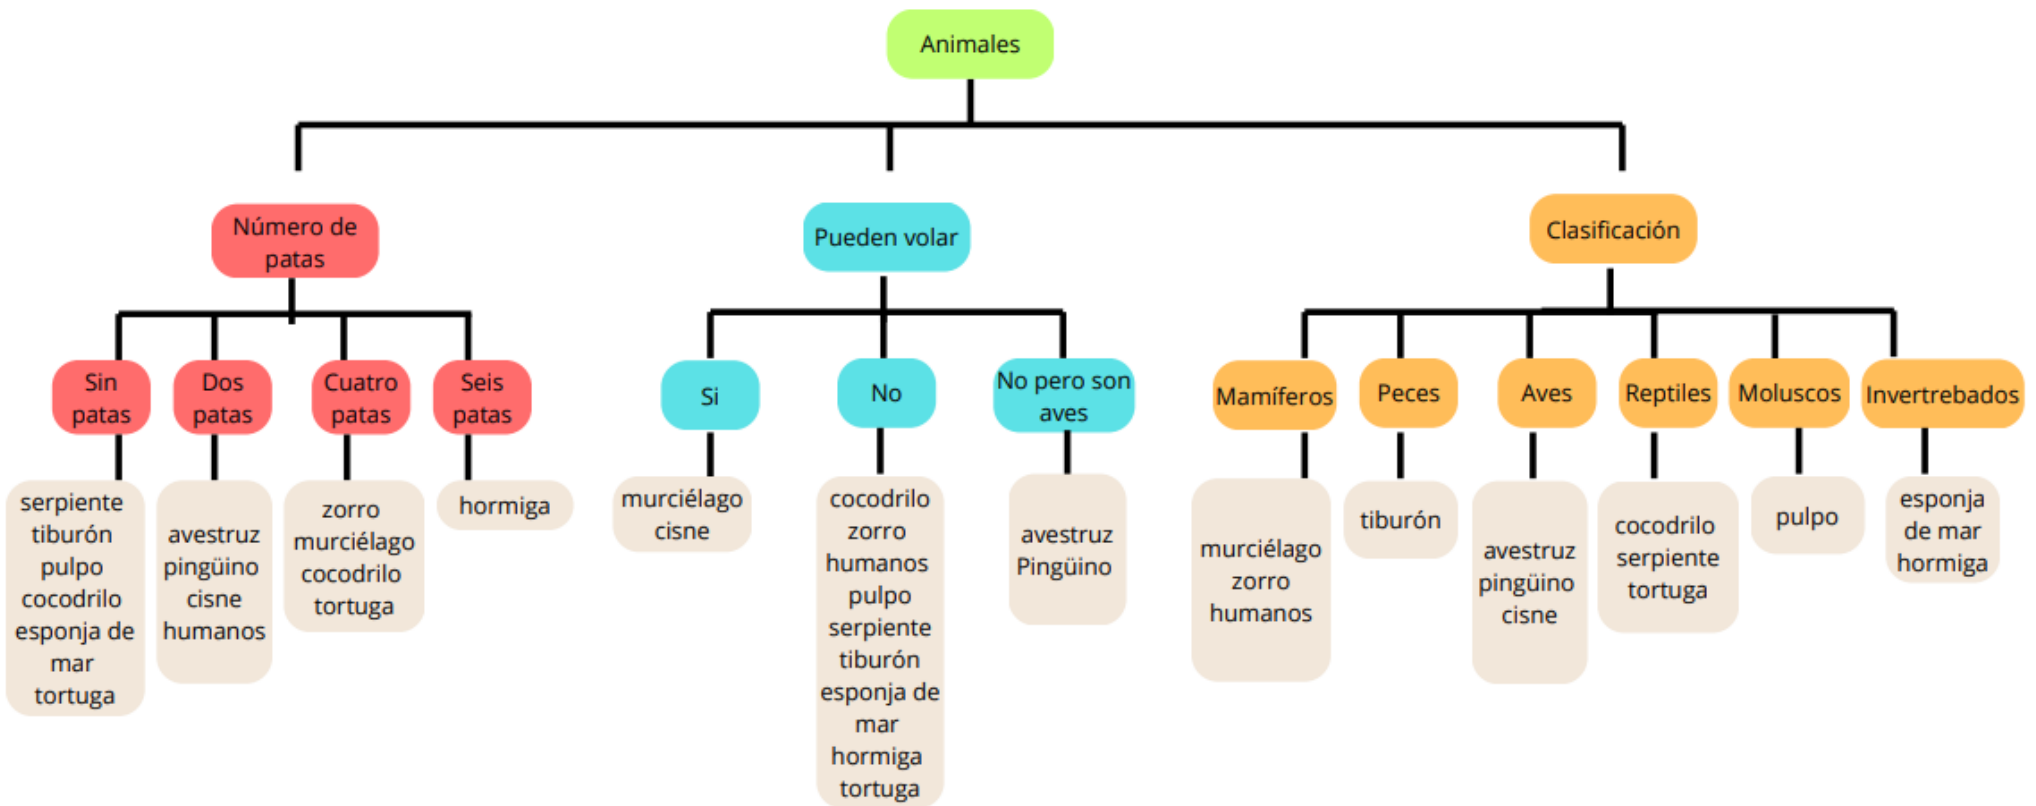 Animales
Número de
patas
Pueden volar
Clasificación
Sin
patas
Dos
patas
Cuatro
patas
Seis
patas
Si
No
No pero son
aves
Mamíferos
Peces
Aves
Reptiles
Moluscos
Invertrebados
serpiente
tiburón
pulpo
cocodrilo
esponja de
mar
tortuga
avestruz
pingüino
cisne
humanos
zorro
murciélago
cocodrilo
tortuga
hormiga
murciélago
cisne
cocodrilo
zorro
humanos
pulpo
serpiente
tiburón
esponja de
mar
hormiga
tortuga
avestruz
Pingüino
murciélago
zorro
humanos
tiburón
avestruz
pingüino
cisne
cocodrilo
serpiente
tortuga
pulpo
esponja
de mar
hormiga